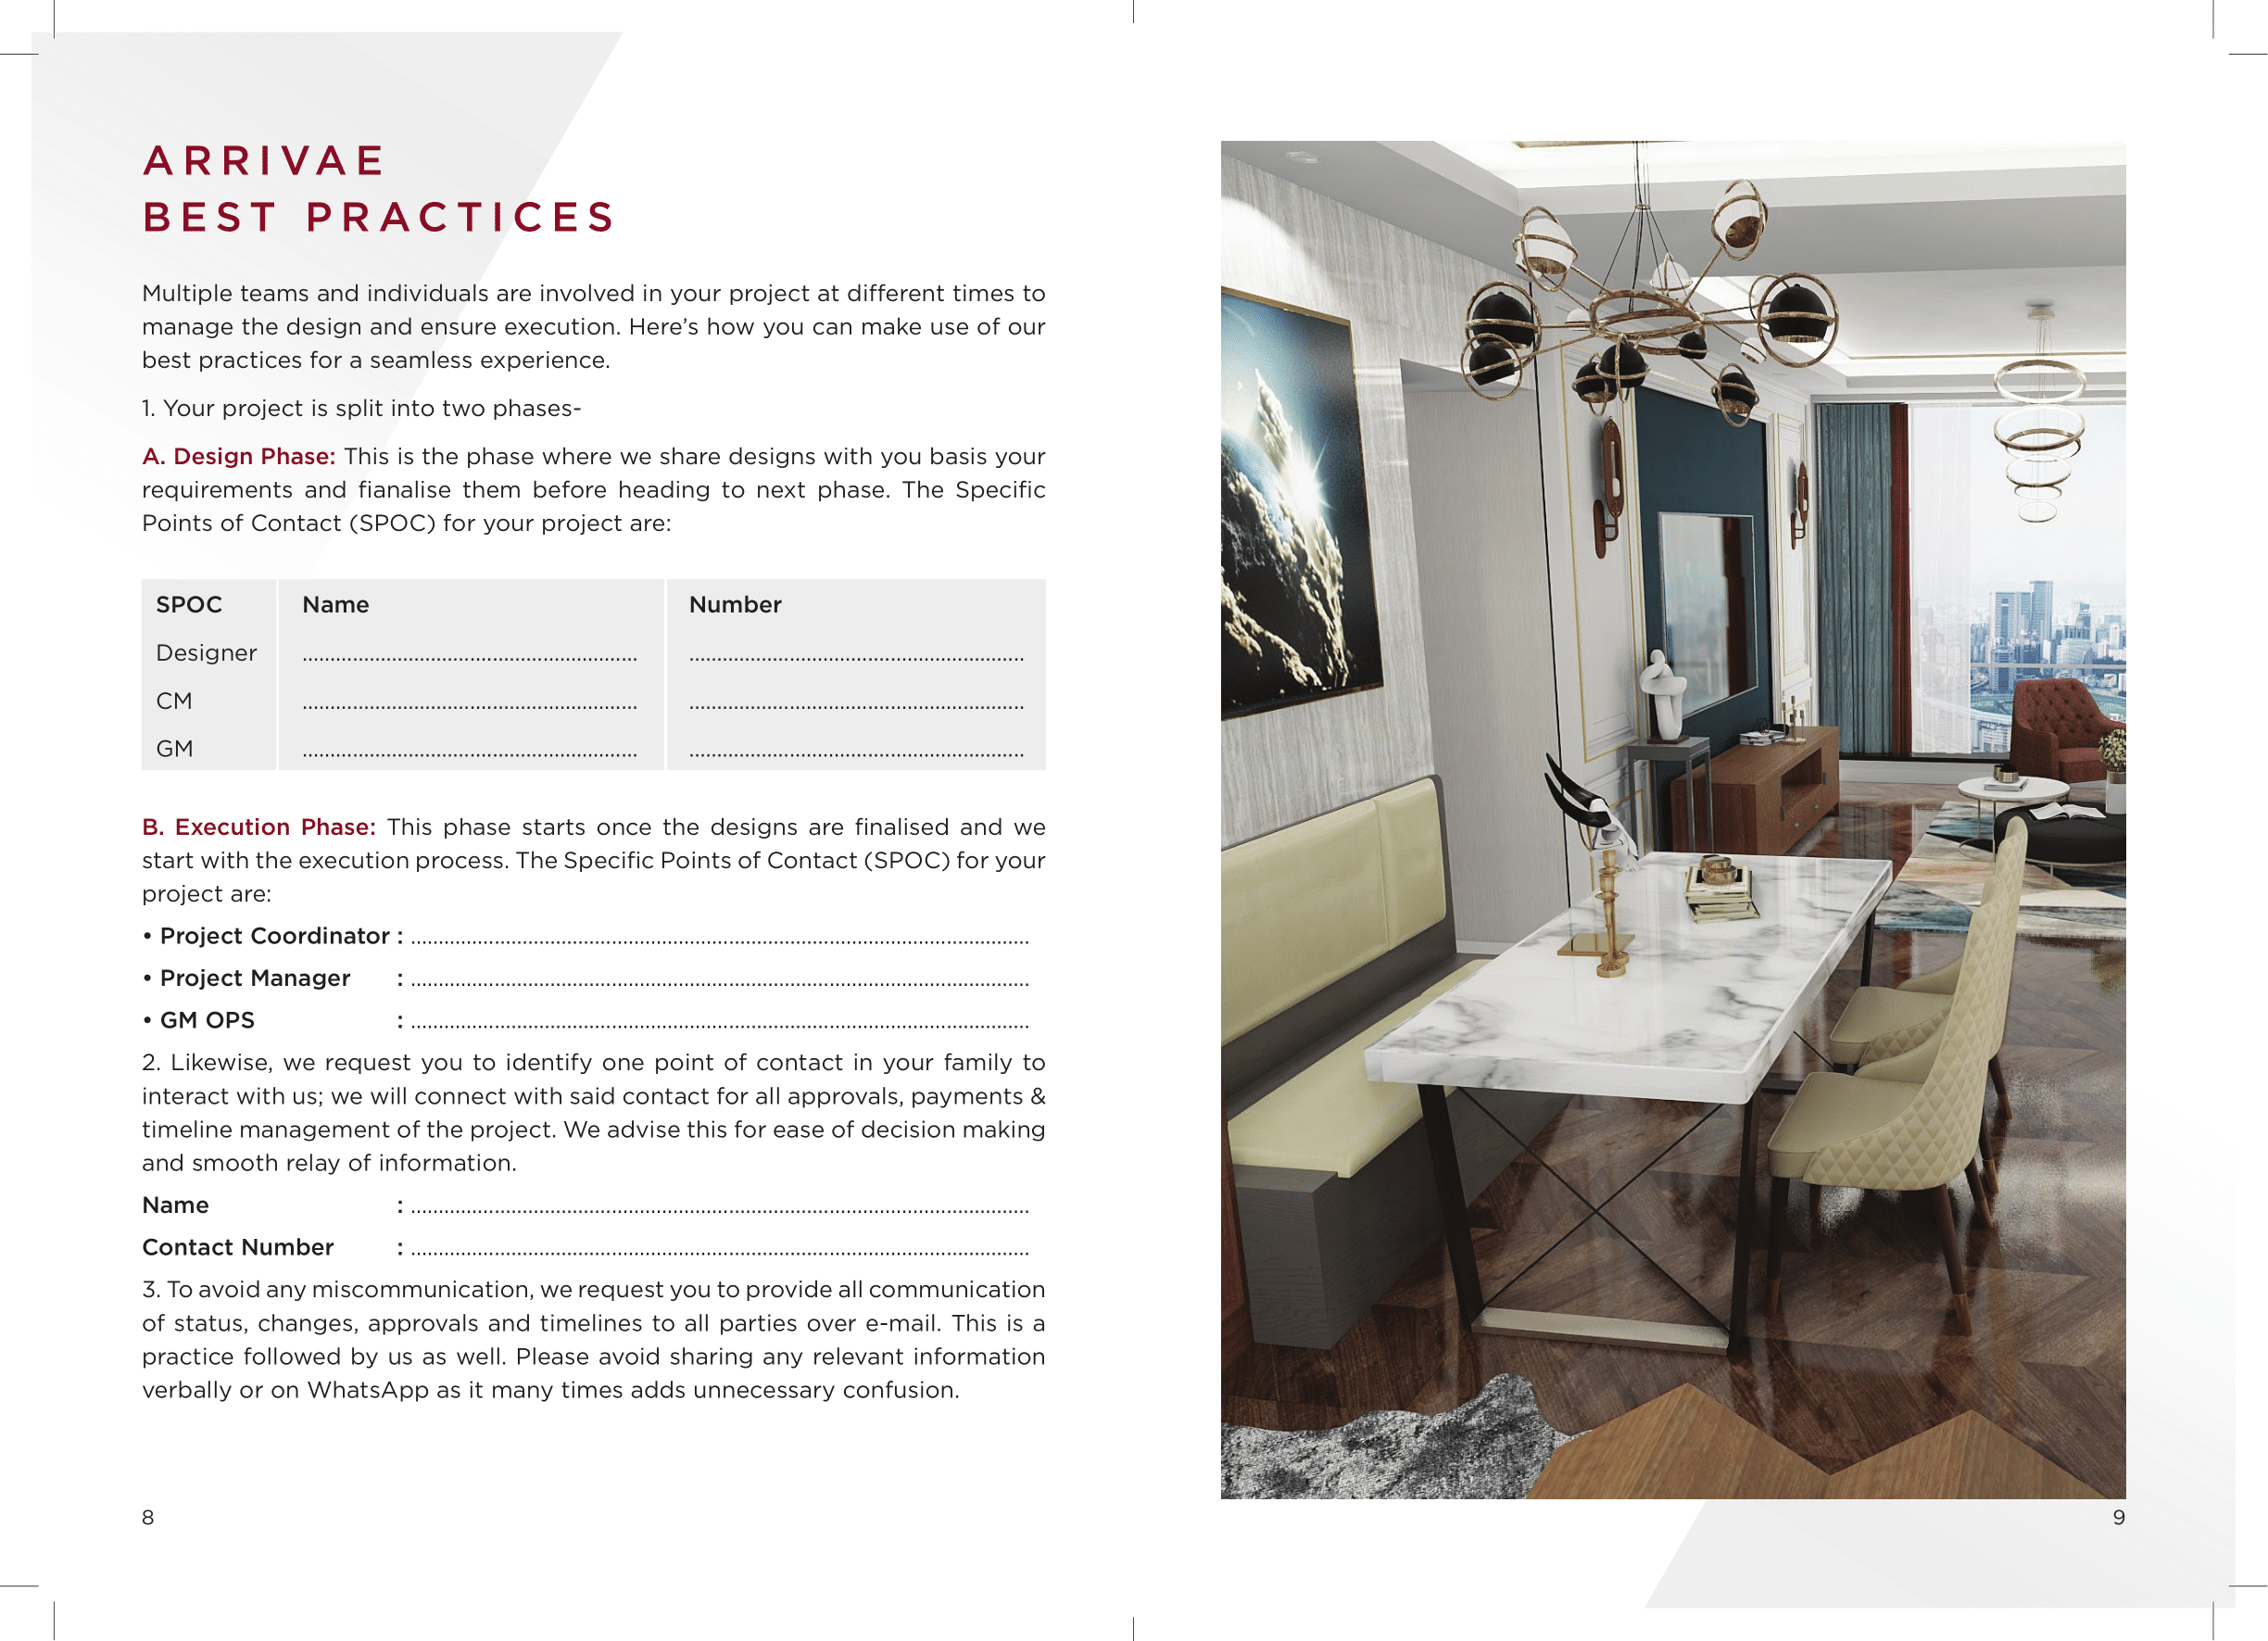 ARRIVAE
BEST PRACTICES
Multiple teams and individuals are involved in your project at different times to
manage the design and ensure execution. Here’s how you can make use of our
best practices for a seamless experience.
1. Your project is split into two phases-
A. Design Phase: This is the phase where we share designs with you basis your
requirements and fianalise them before heading to next phase. The Specific
Points of Contact (SPOC) for your project are:
SPOC Name Number
Designer ............................................................ ............................................................
CM ............................................................ ............................................................
GM ............................................................ ............................................................
B. Execution Phase: This phase starts once the designs are finalised and we
start with the execution process. The Specific Points of Contact (SPOC) for your
project are:
• Project Coordinator : ...............................................................................................................
• Project Manager : ...............................................................................................................
• GM OPS : ...............................................................................................................
2. Likewise, we request you to identify one point of contact in your family to
interact with us; we will connect with said contact for all approvals, payments &
timeline management of the project. We advise this for ease of decision making
and smooth relay of information.
Name : ...............................................................................................................
Contact Number : ...............................................................................................................
3. To avoid any miscommunication, we request you to provide all communication
of status, changes, approvals and timelines to all parties over e-mail. This is a
practice followed by us as well. Please avoid sharing any relevant information
verbally or on WhatsApp as it many times adds unnecessary confusion.
8
9